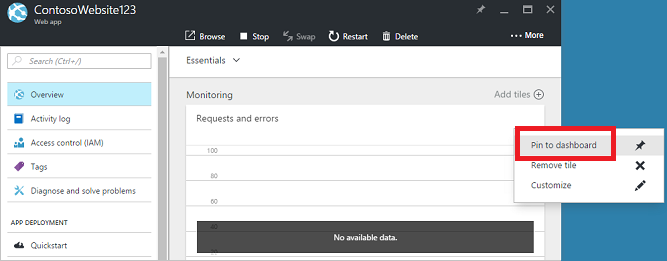 ContosoWebsite123
Web app
Browse
Stop
Swap
Restart
Delete
More
Search (Ctrl+/)
Essentials
Overview
Monitoring
Add tiles
Activity log
Requests and errors
Access control (IAM)
Tags
Diagnose and solve problems
APP DEPLOYMENT
Quickstart
100
80
60
40
No available data.
20
Pin to dashboard
Remove tile
Customize